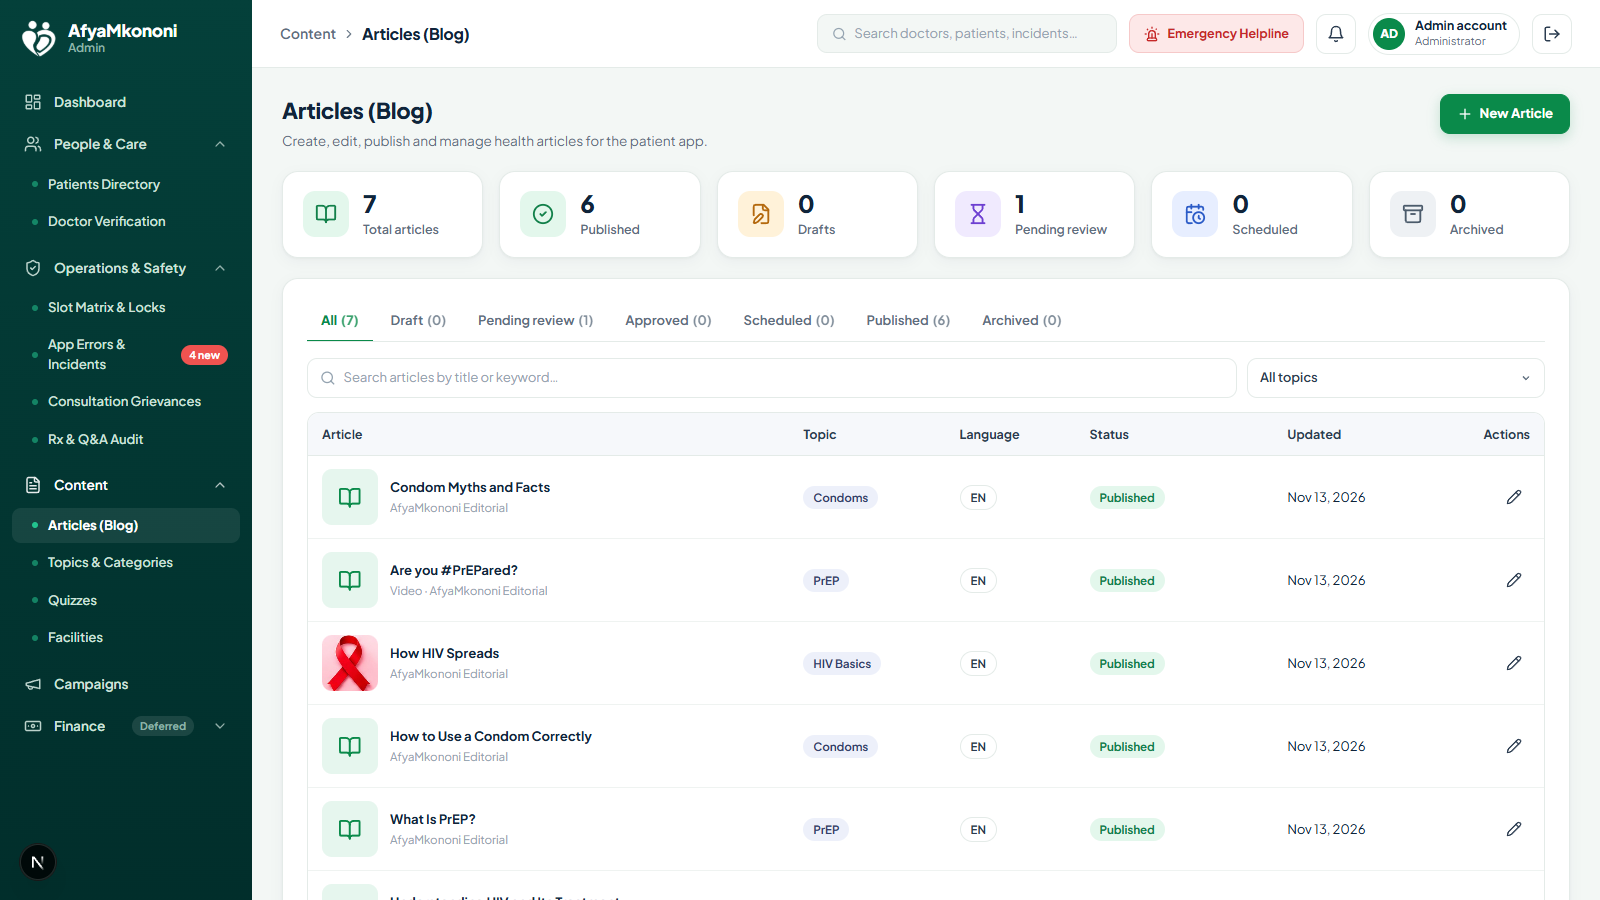 AfyaMkononi
Admin
Dashboard
People & Care
Patients Directory
Doctor Verification
Operations & Safety
Slot Matrix & Locks
App Errors &
Incidents
4 new
Consultation Grievances
Rx & Q&A Audit
Content
Articles (Blog)
Topics & Categories
Quizzes
Facilities
Campaigns
Finance
Deferred
N
Content > Articles (Blog)
Search doctors, patients, incidents...
Emergency Helpline
AD
Admin account
Administrator
Articles (Blog)
Create, edit, publish and manage health articles for the patient app.
+ New Article
7
Total articles
6
Published
0
Drafts
1
Pending review
0
Scheduled
0
Archived
All (7)
Draft (0)
Pending review (1)
Approved (0)
Scheduled (0)
Published (6)
Archived (0)
Search articles by title or keyword...
All topics
Article Topic Language Status Updated Actions
Condom Myths and Facts
AfyaMkononi Editorial
Condoms EN Published Nov 13, 2026
Are you #PrEPared?
Video · AfyaMkononi Editorial
PrEP EN Published Nov 13, 2026
How HIV Spreads
AfyaMkononi Editorial
HIV Basics EN Published Nov 13, 2026
How to Use a Condom Correctly
AfyaMkononi Editorial
Condoms EN Published Nov 13, 2026
What Is PrEP?
AfyaMkononi Editorial
PrEP EN Published Nov 13, 2026